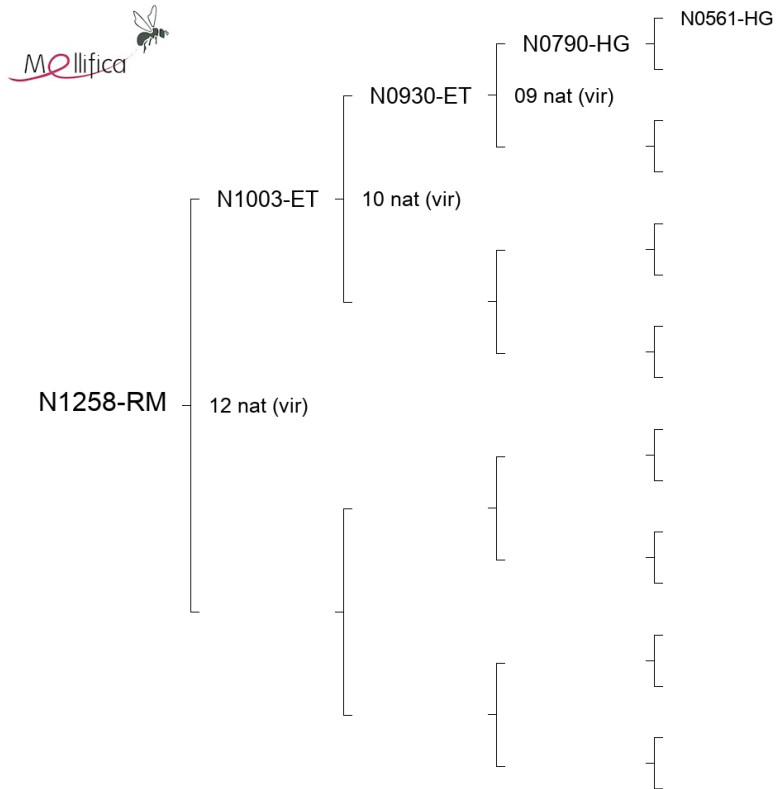 Mellifica
N0561-HG
N0790-HG
N0930-ET
09 nat (vir)
N1003-ET
10 nat (vir)
N1258-RM
12 nat (vir)